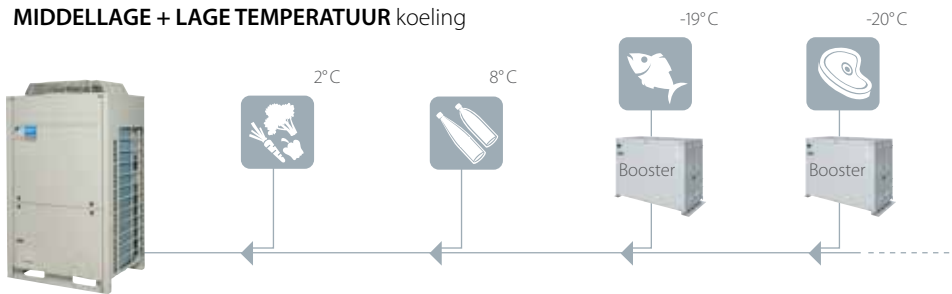 MIDDELLAGE + LAGE TEMPERATUUR koeling
-19°C
-20°C
2°C
8°C
Booster
Booster